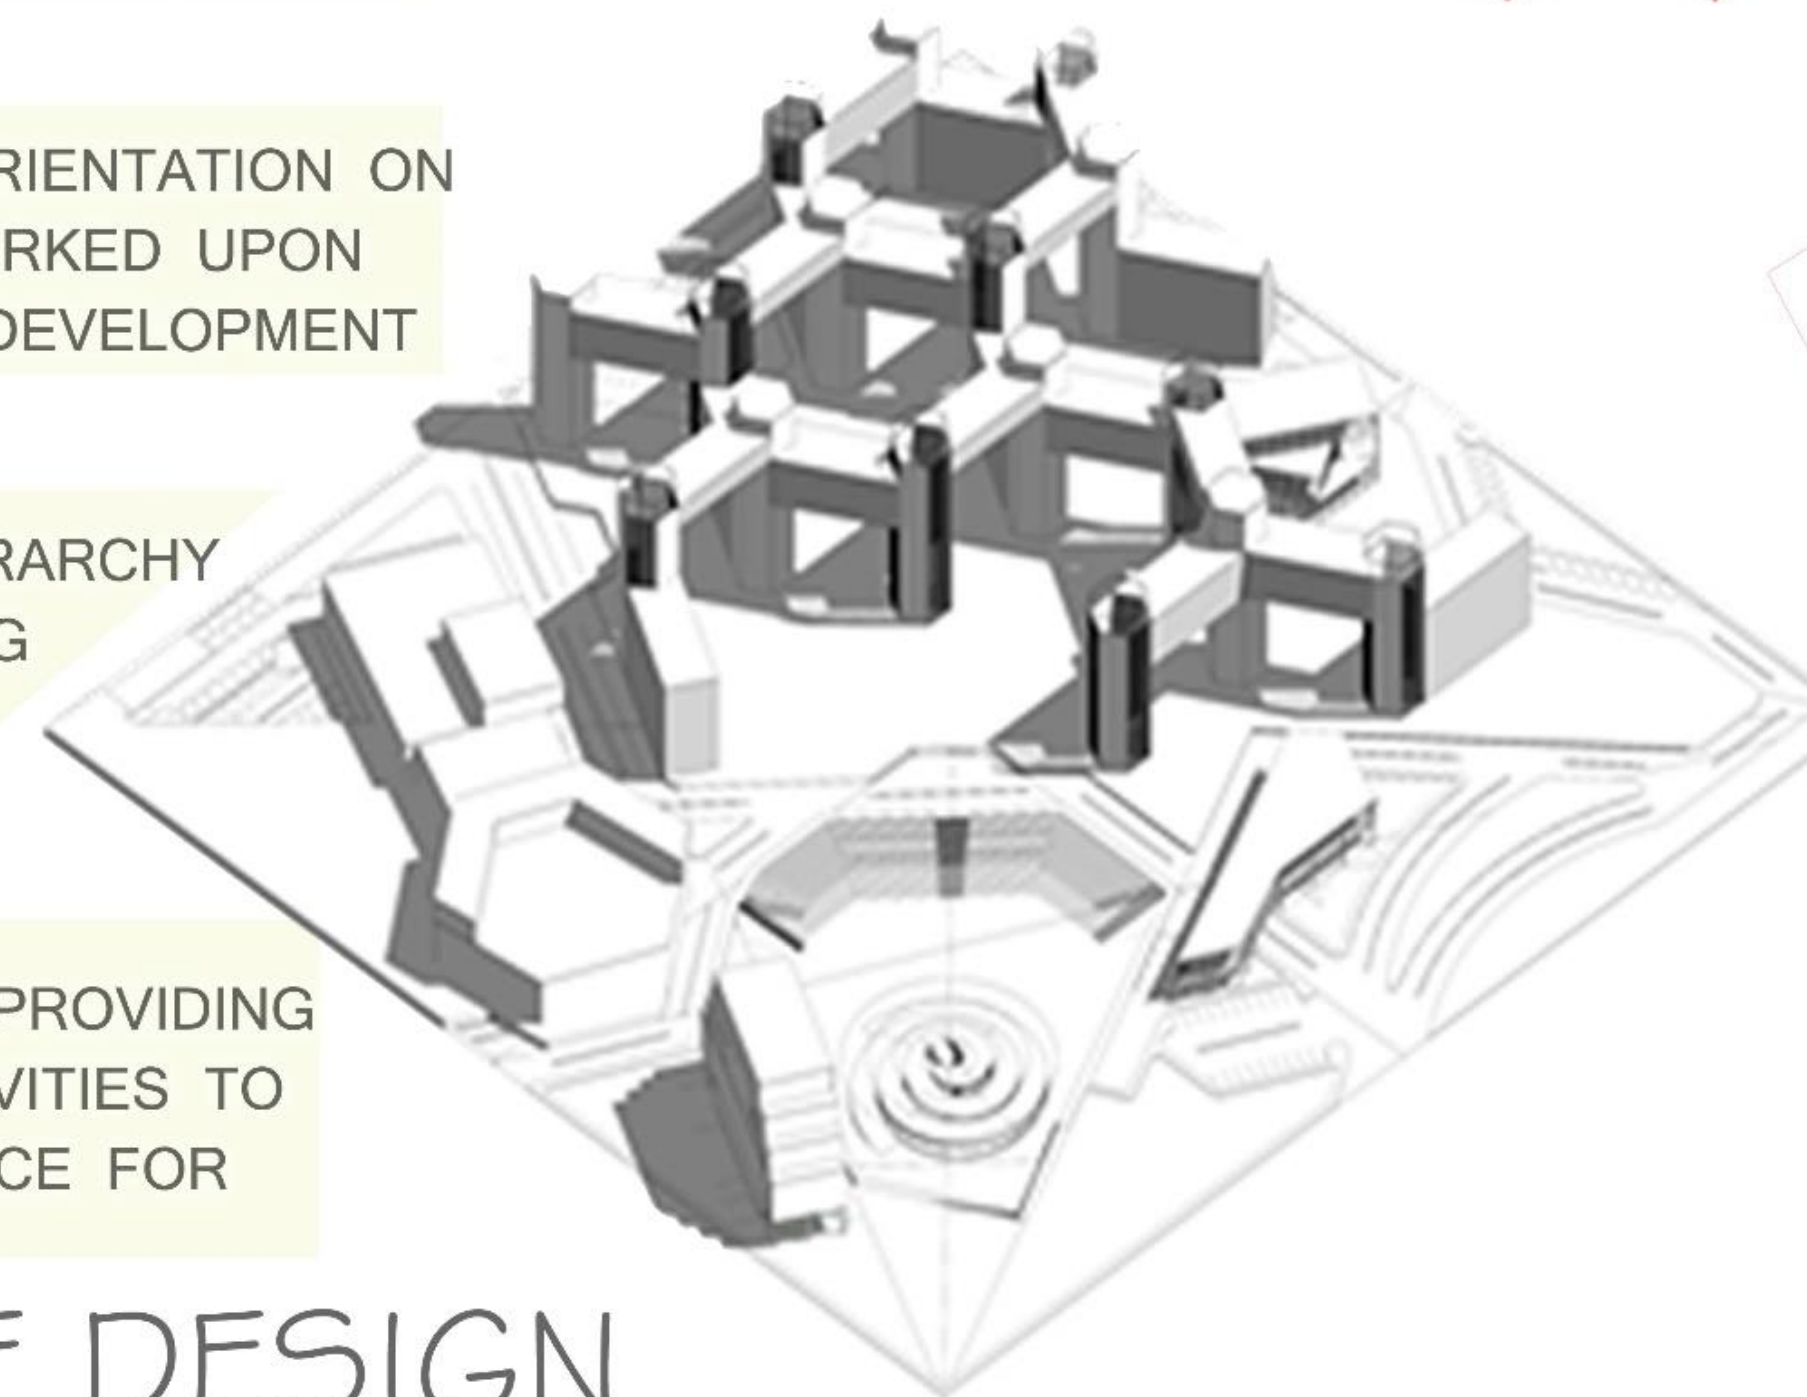 RIENTATION ON
RKED UPON
DEVELOPMENT
RARCHY
G
PROVIDING
VITIES TO
CE FOR
F DESIGN